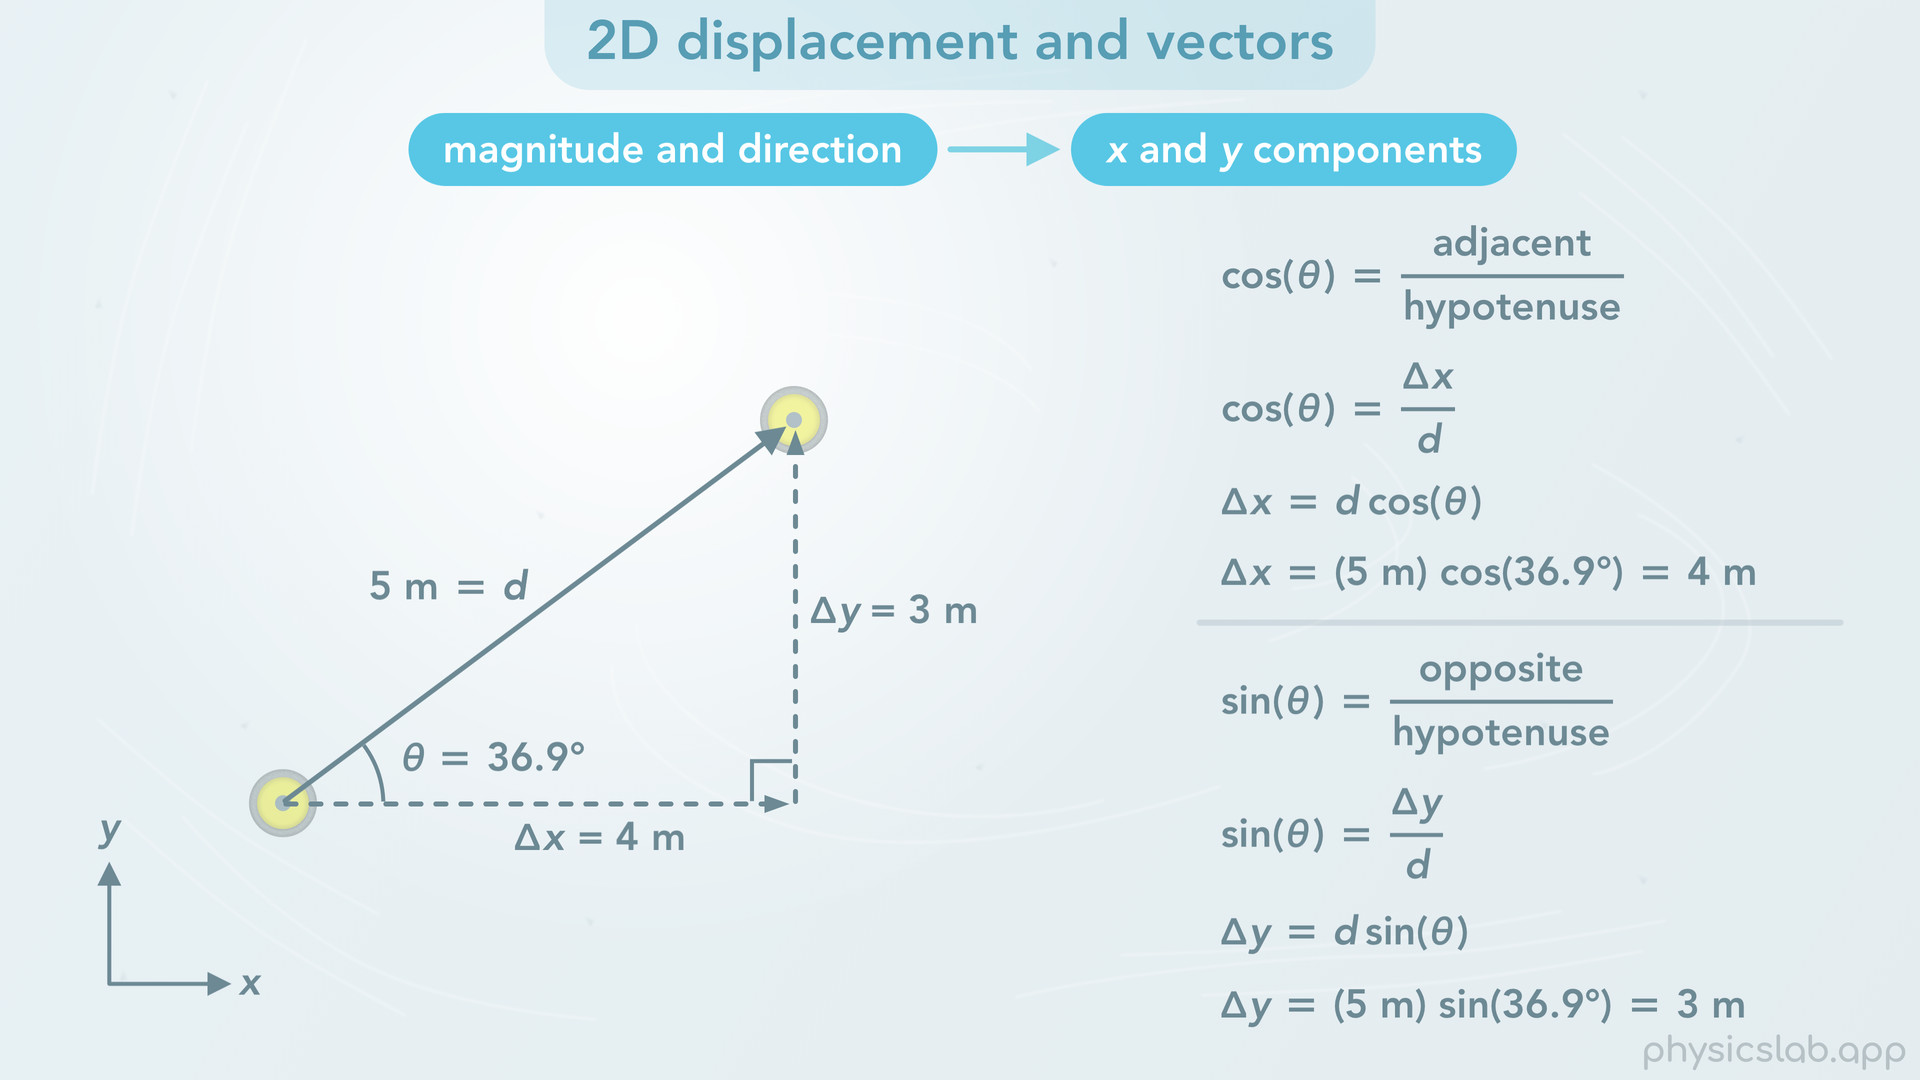 2D displacement and vectors
magnitude and direction
x and y components
5 m = d
Δy = 3 m
θ = 36.9°
Δx = 4 m
y
x
cos(θ) = adjacent / hypotenuse
cos(θ) = Δx / d
Δx = d cos(θ)
Δx = (5 m) cos(36.9°) = 4 m
sin(θ) = opposite / hypotenuse
sin(θ) = Δy / d
Δy = d sin(θ)
Δy = (5 m) sin(36.9°) = 3 m
physicslab.app